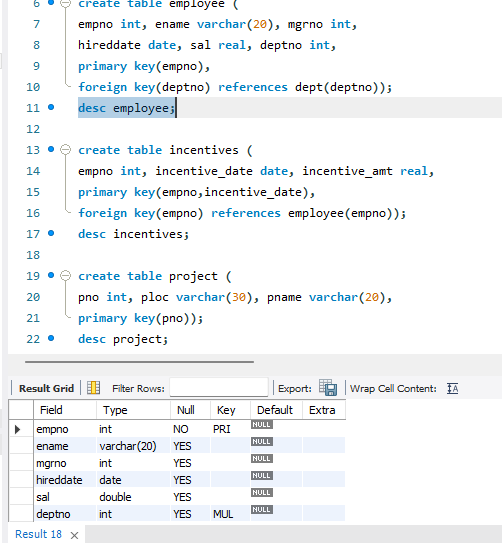 6 create table employee (
7 empno int, ename varchar(20), mgrno int,
8 hireddate date, sal real, deptno int,
9 primary key(empno),
10 foreign key(deptno) references dept(deptno));
11 desc employee;
12
13 create table incentives (
14 empno int, incentive_date date, incentive_amt real,
15 primary key(empno,incentive_date),
16 foreign key(empno) references employee(empno));
17 desc incentives;
18
19 create table project (
20 pno int, ploc varchar(30), pname varchar(20),
21 primary key(pno));
22 desc project;
Result Grid Filter Rows: Export: Wrap Cell Content: IA
Field Type Null Key Default Extra
empno int NO PRI NULL
ename varchar(20) YES NULL
mgrno int YES NULL
hireddate date YES NULL
sal double YES NULL
deptno int YES MUL NULL
Result 18 ×